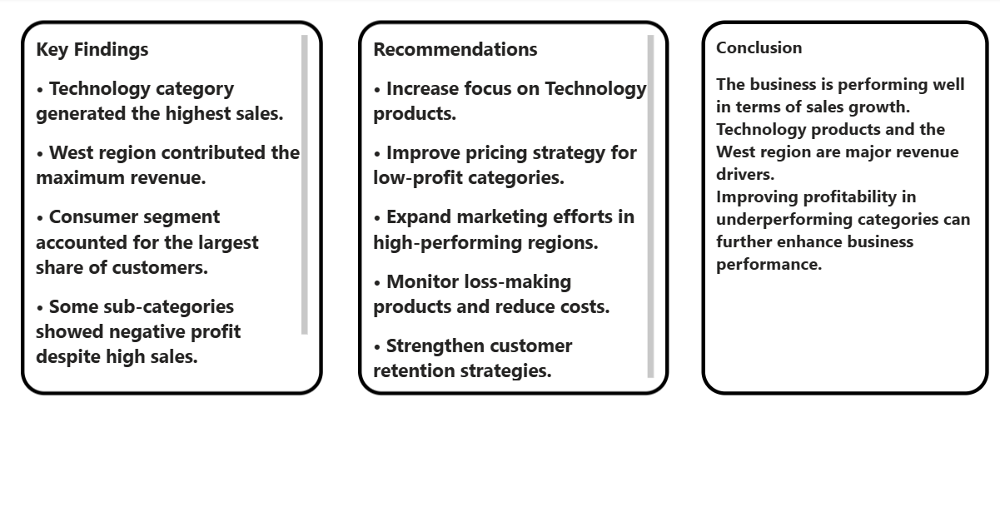 Key Findings
• Technology category
generated the highest sales.
• West region contributed the
maximum revenue.
• Consumer segment
accounted for the largest
share of customers.
• Some sub-categories
showed negative profit
despite high sales.
Recommendations
• Increase focus on Technology
products.
• Improve pricing strategy for
low-profit categories.
• Expand marketing efforts in
high-performing regions.
• Monitor loss-making
products and reduce costs.
• Strengthen customer
retention strategies.
Conclusion
The business is performing well
in terms of sales growth.
Technology products and the
West region are major revenue
drivers.
Improving profitability in
underperforming categories can
further enhance business
performance.